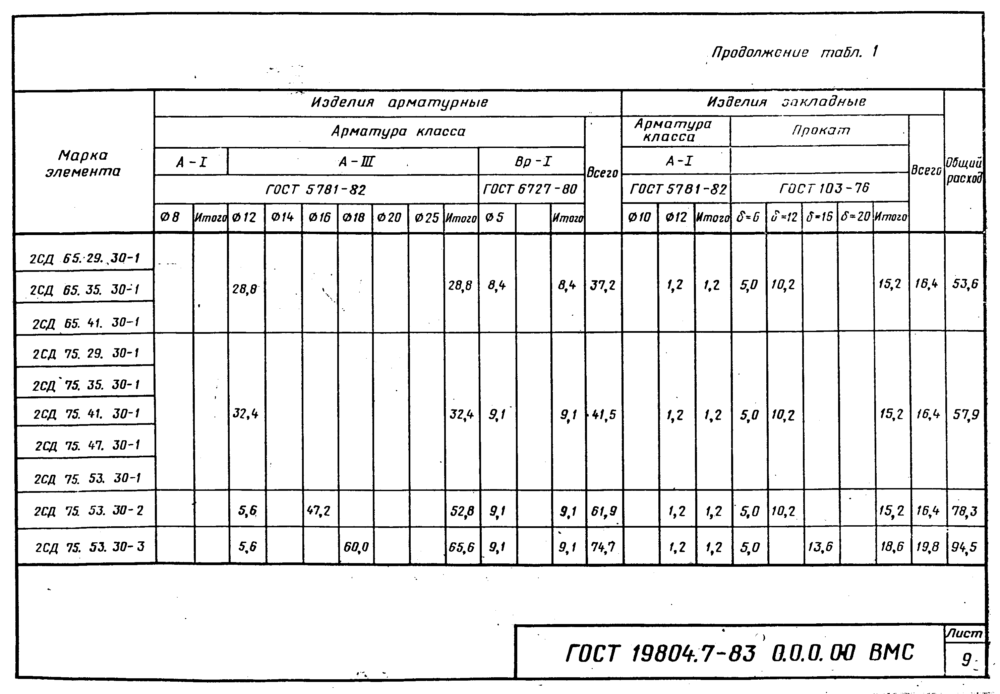 Продолжение табл. 1
Марка элемента
Изделия арматурные
Изделия закладные
Общий расход
Арматура класса
Всего
Арматура класса
Прокат
Всего
А-I
А-III
Вр-I
А-I
ГОСТ 5781-82
ГОСТ 6727-80
ГОСТ 5781-82
ГОСТ 103-76
Ф8 Итого Ф12 Ф14 Ф16 Ф18 Ф20 Ф25 Итого Ф5 Итого Ф10 Ф12 Итого δ=6 δ=12 δ=16 δ=20 Итого
2СД 65.29.30-1
2СД 65.35.30-1 28,8 28,8 8,4 8,4 37,2 1,2 1,2 5,0 10,2 15,2 16,4 53,6
2СД 65.41.30-1
2СД 75.29.30-1
2СД 75.35.30-1
2СД 75.41.30-1 32,4 32,4 9,1 9,1 41,5 1,2 1,2 5,0 10,2 15,2 16,4 57,9
2СД 75.47.30-1
2СД 75.53.30-1
2СД 75.53.30-2 5,6 47,2 52,8 9,1 9,1 61,9 1,2 1,2 5,0 10,2 15,2 16,4 78,3
2СД 75.53.30-3 5,6 60,0 65,6 9,1 9,1 74,7 1,2 1,2 5,0 13,6 18,6 19,8 94,5
ГОСТ 19804.7-83 0.0.0.00 ВМС
Лист
9